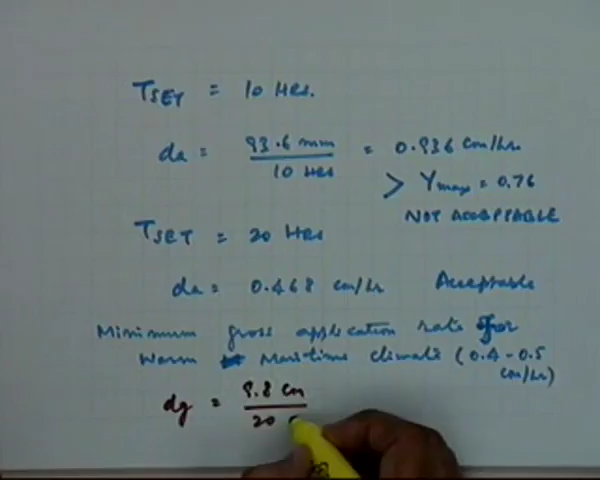 TSET = 10 HRS.
da = 93.6 mm / 10 HRS = 0.936 cm/hr
> Ymax = 0.76
NOT ACCEPTABLE
TSET = 20 HRS
da = 0.468 cm/hr Acceptable
Minimum gross application rate for
Warm Maritime climate (0.4 - 0.5
cm/hr)
dg = 9.8 cm / 20